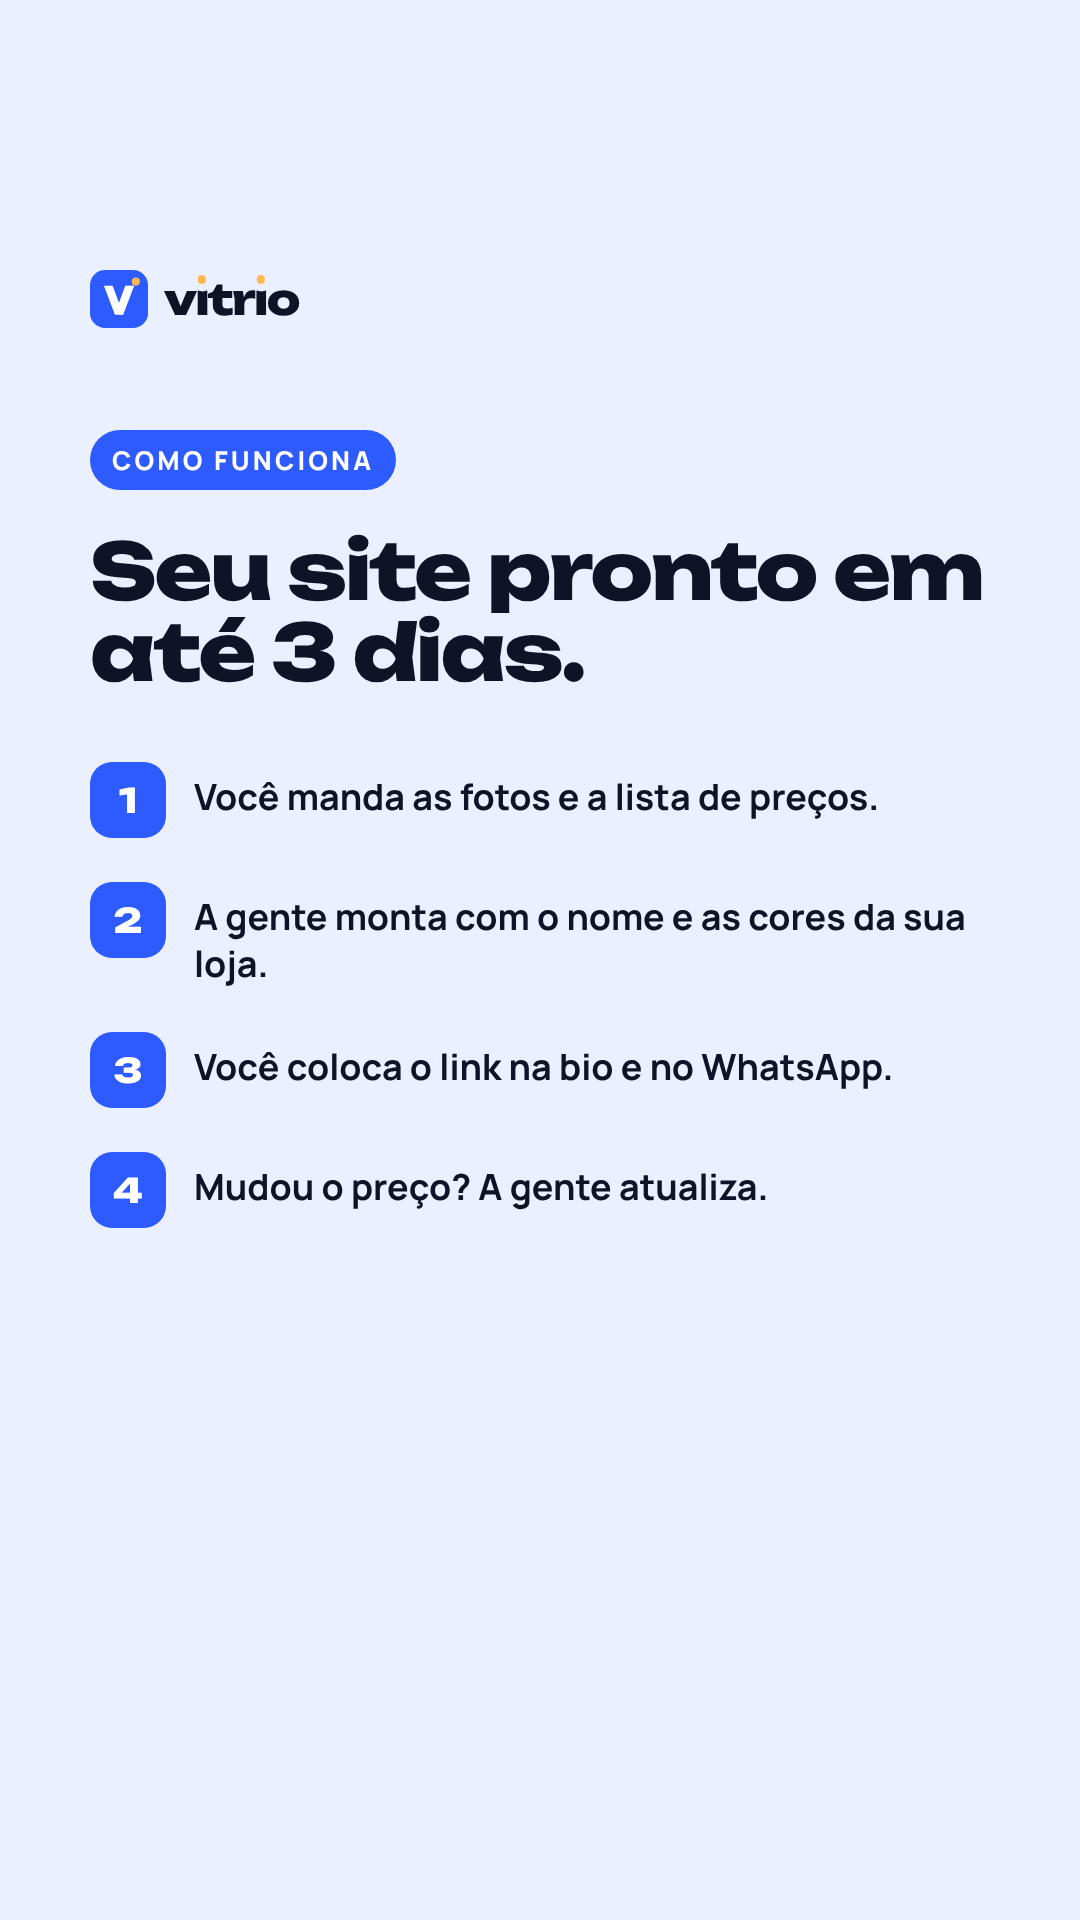 V vitrio
COMO FUNCIONA
Seu site pronto em
até 3 dias.
1 Você manda as fotos e a lista de preços.
2 A gente monta com o nome e as cores da sua
loja.
3 Você coloca o link na bio e no WhatsApp.
4 Mudou o preço? A gente atualiza.